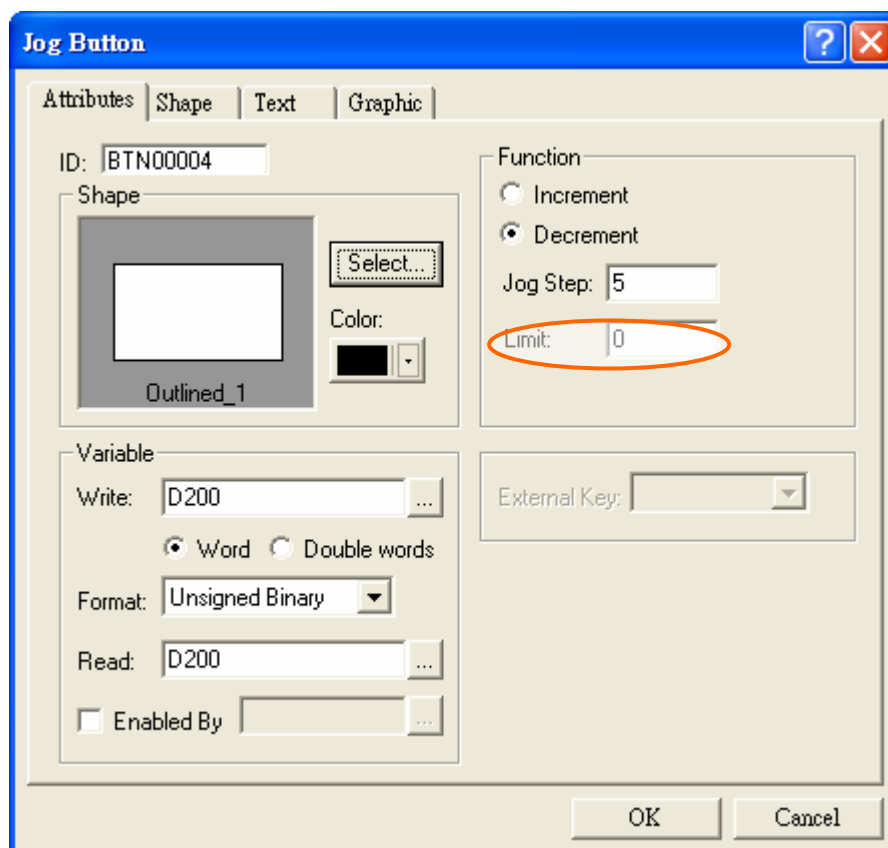 Jog Button
Attributes Shape Text Graphic
ID: BTN00004
Shape
Select...
Color:
Outlined_1
Function
Increment
Decrement
Jog Step: 5
Limit: 0
Variable
Write: D200 ...
Word Double words
Format: Unsigned Binary
Read: D200 ...
Enabled By ...
External Key:
OK Cancel